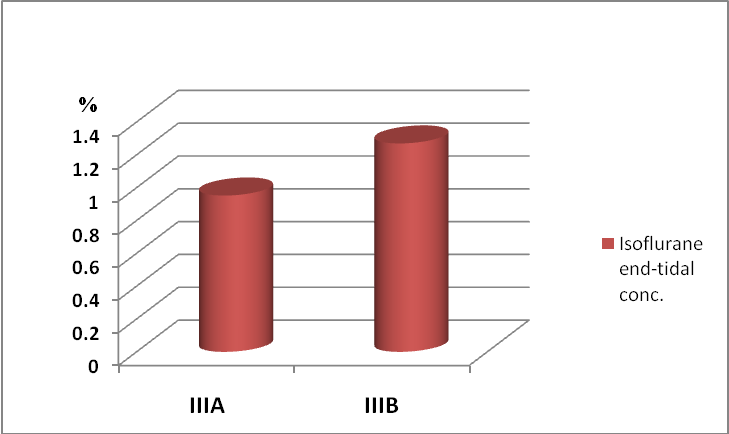 %
1.4
1.2
1
0.8
0.6
0.4
0.2
0
IIIA IIIB
Isoflurane
end-tidal
conc.